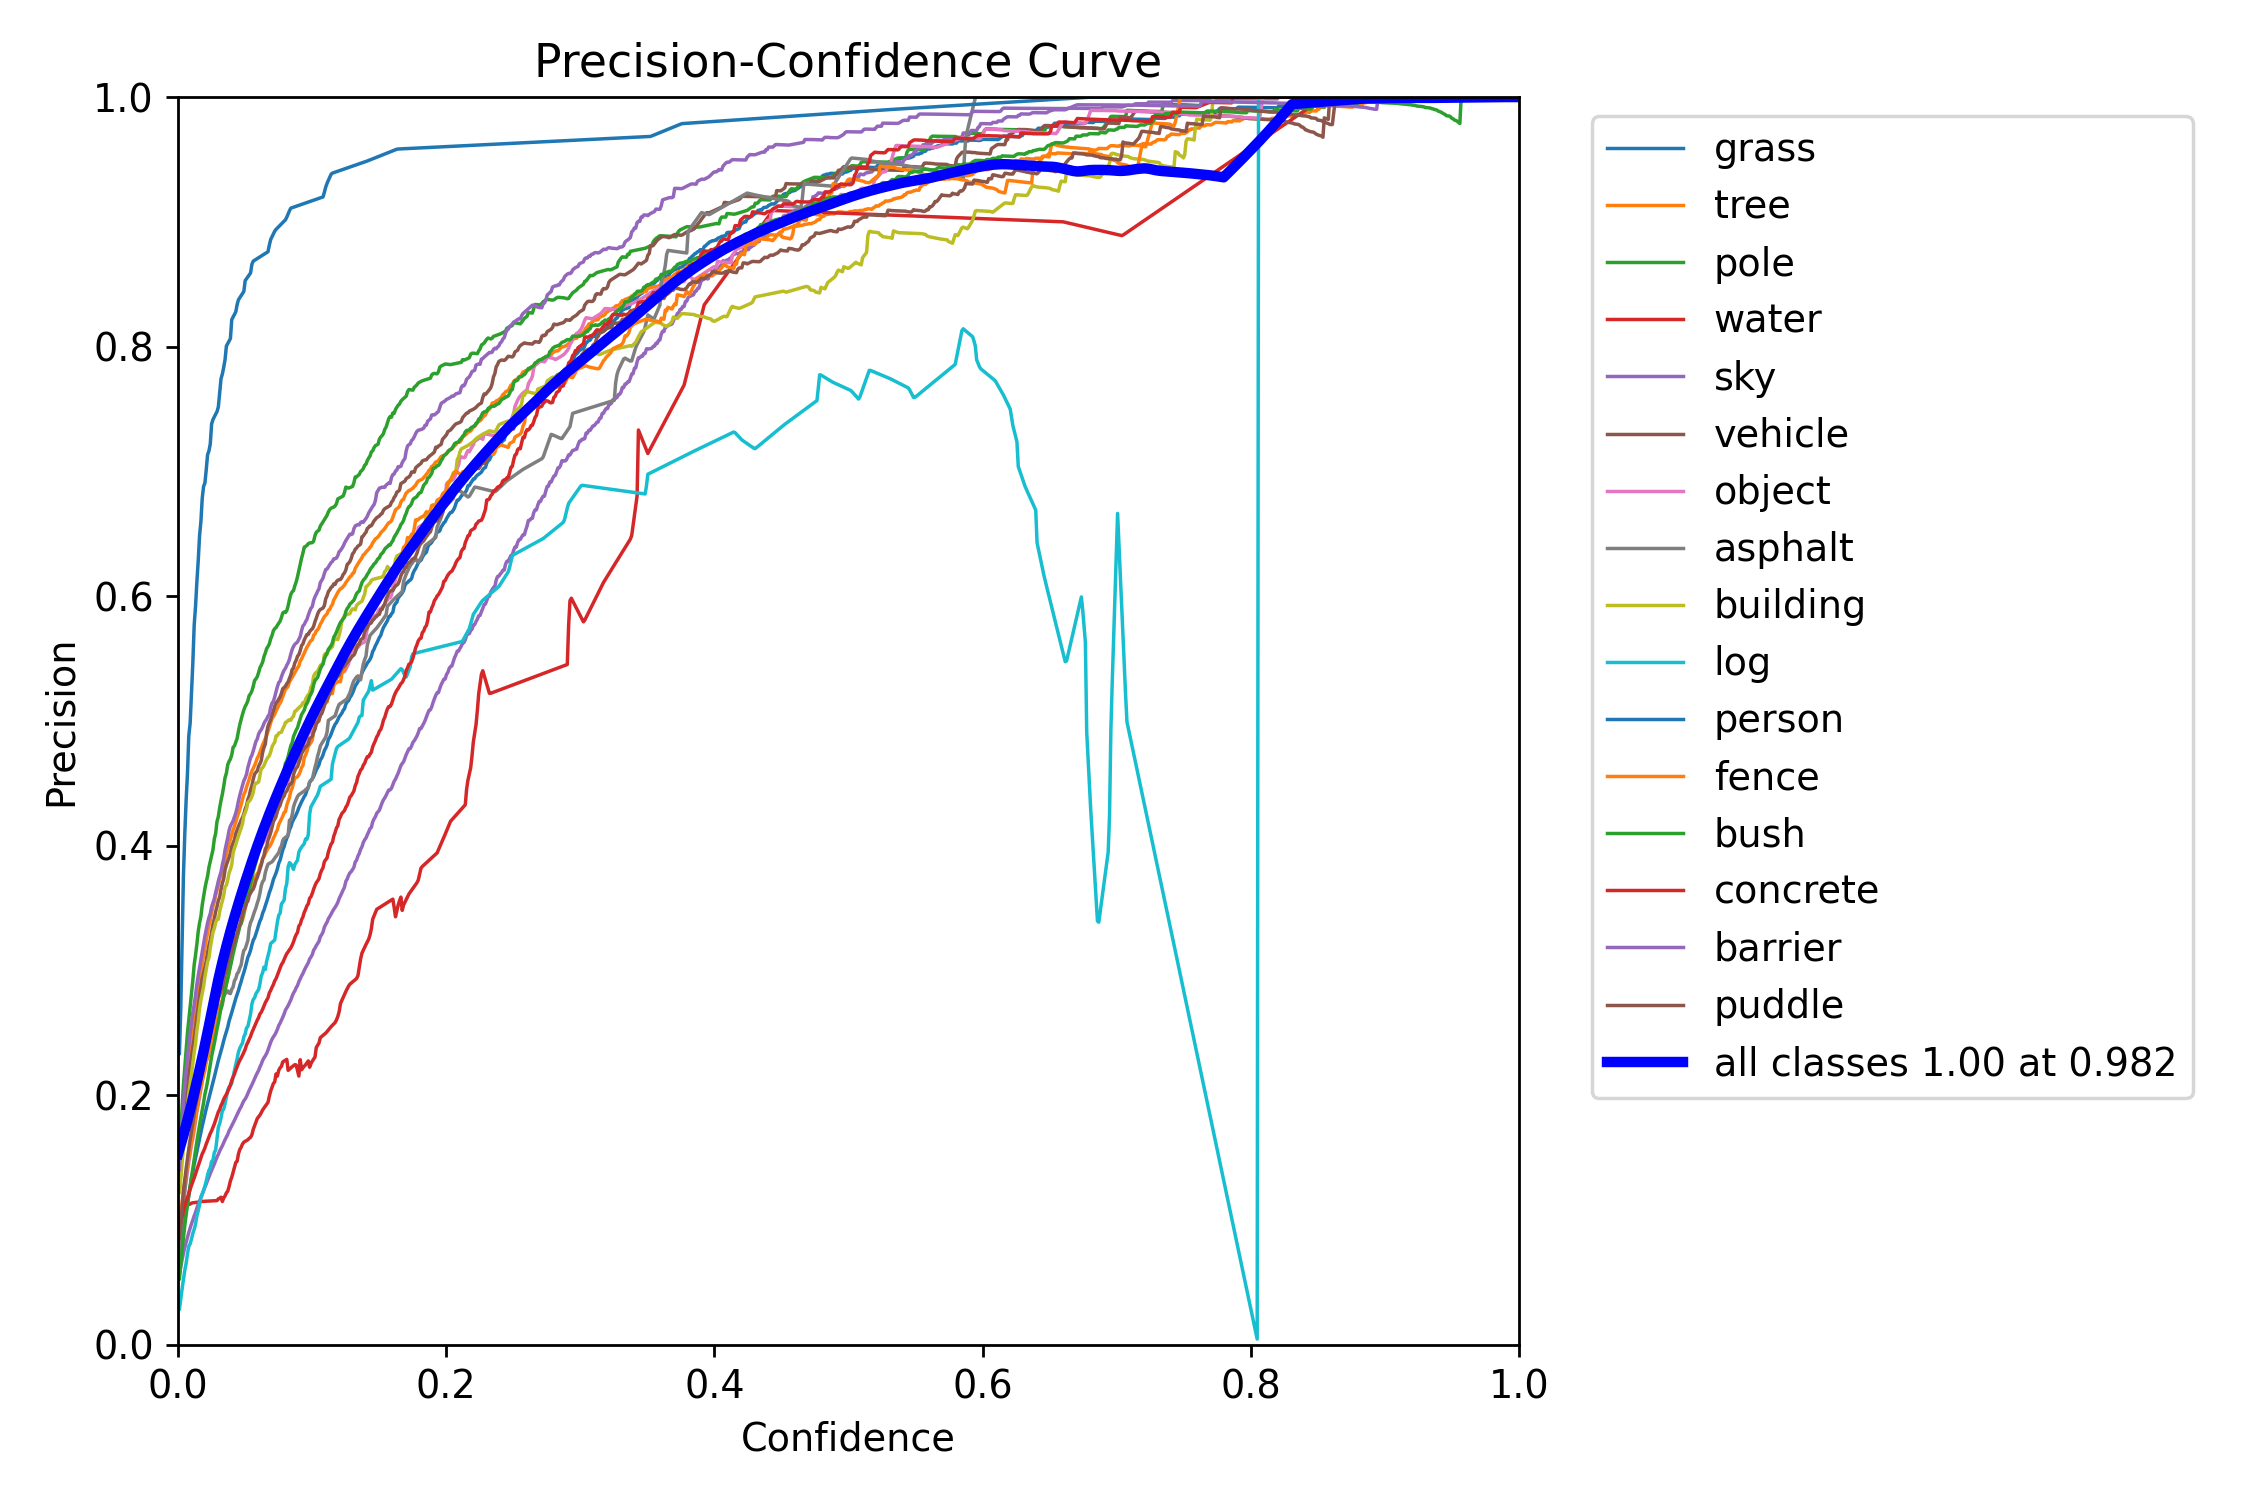 Precision-Confidence Curve
1.0
0.8
0.6
0.4
0.2
0.0
Precision
0.0 0.2 0.4 0.6 0.8 1.0
Confidence
grass
tree
pole
water
sky
vehicle
object
asphalt
building
log
person
fence
bush
concrete
barrier
puddle
all classes 1.00 at 0.982